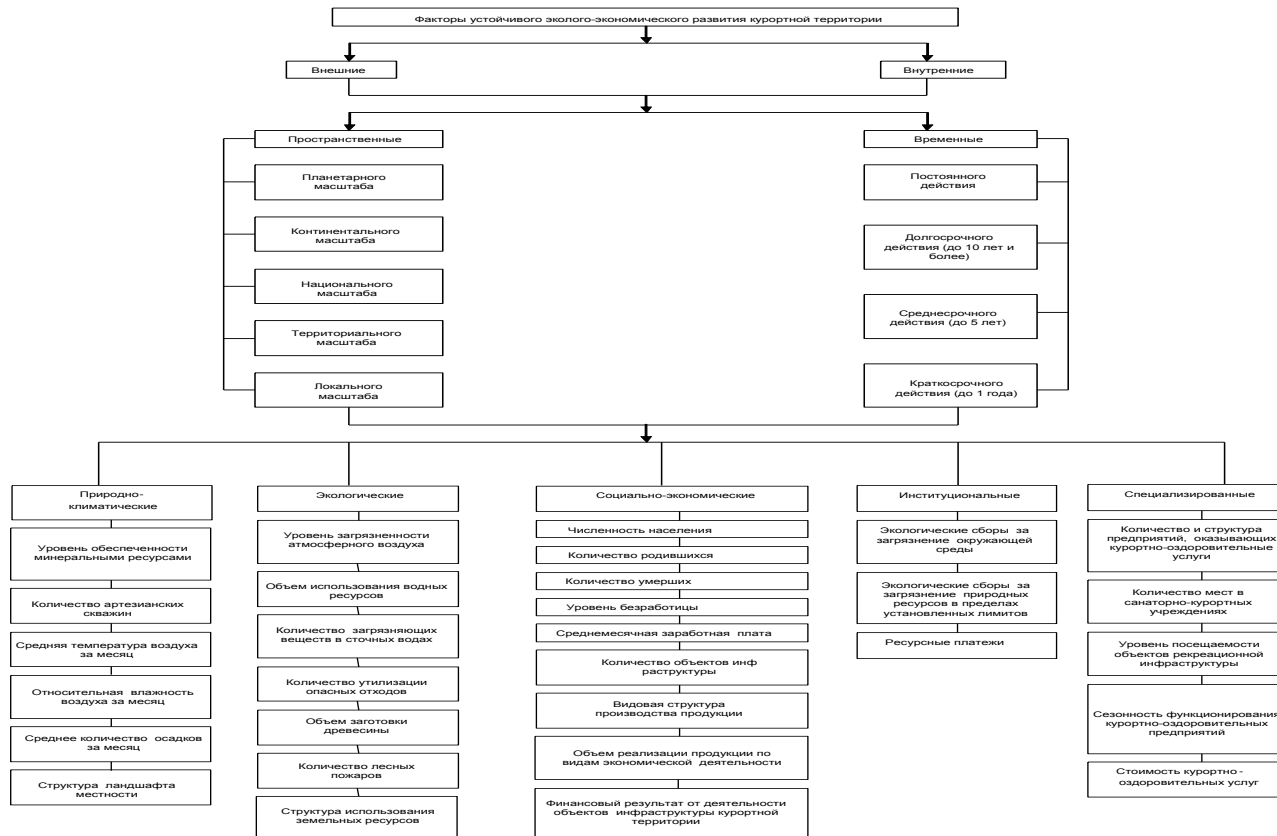 Факторы устойчивого эколого-экономического развития курортной территории
Внешние
Внутренние
Пространственные
Планетарного
масштаба
Континентального
масштаба
Национального
масштаба
Территориального
масштаба
Локального
масштаба
Временные
Постоянного
действия
Долгосрочного
действия (до 10 лет и
более)
Среднесрочного
действия (до 5 лет)
Краткосрочного
действия (до 1 года)
Природно-
климатические
Уровень обеспеченности
минеральными ресурсами
Количество артезианских
скважин
Средняя температура воздуха
за месяц
Относительная влажность
воздуха за месяц
Среднее количество осадков
за месяц
Структура ландшафта
местности
Экологические
Уровень загрязненности
атмосферного воздуха
Объем использования водных
ресурсов
Количество загрязняющих
веществ в сточных водах
Количество утилизации
опасных отходов
Объем заготовки
древесины
Количество лесных
пожаров
Структура использования
земельных ресурсов
Социально-экономические
Численность населения
Количество родившихся
Количество умерших
Уровень безработицы
Среднемесячная заработная плата
Количество объектов инф
раструктуры
Видовая структура
производства продукции
Объем реализации продукции по
видам экономической деятельности
Финансовый результат от деятельности
объектов инфраструктуры курортной
территории
Институциональные
Экологические сборы за
загрязнение окружающей
среды
Экологические сборы за
загрязнение природных
ресурсов в пределах
установленных лимитов
Ресурсные платежи
Специализированные
Количество и структура
предприятий, оказывающих
курортно-оздоровительные
услуги
Количество мест в
санаторно-курортных
учреждениях
Уровень посещаемости
объектов рекреационной
инфраструктуры
Сезонность функционирования
курортно-оздоровительных
предприятий
Стоимость курортно-
оздоровительных услуг